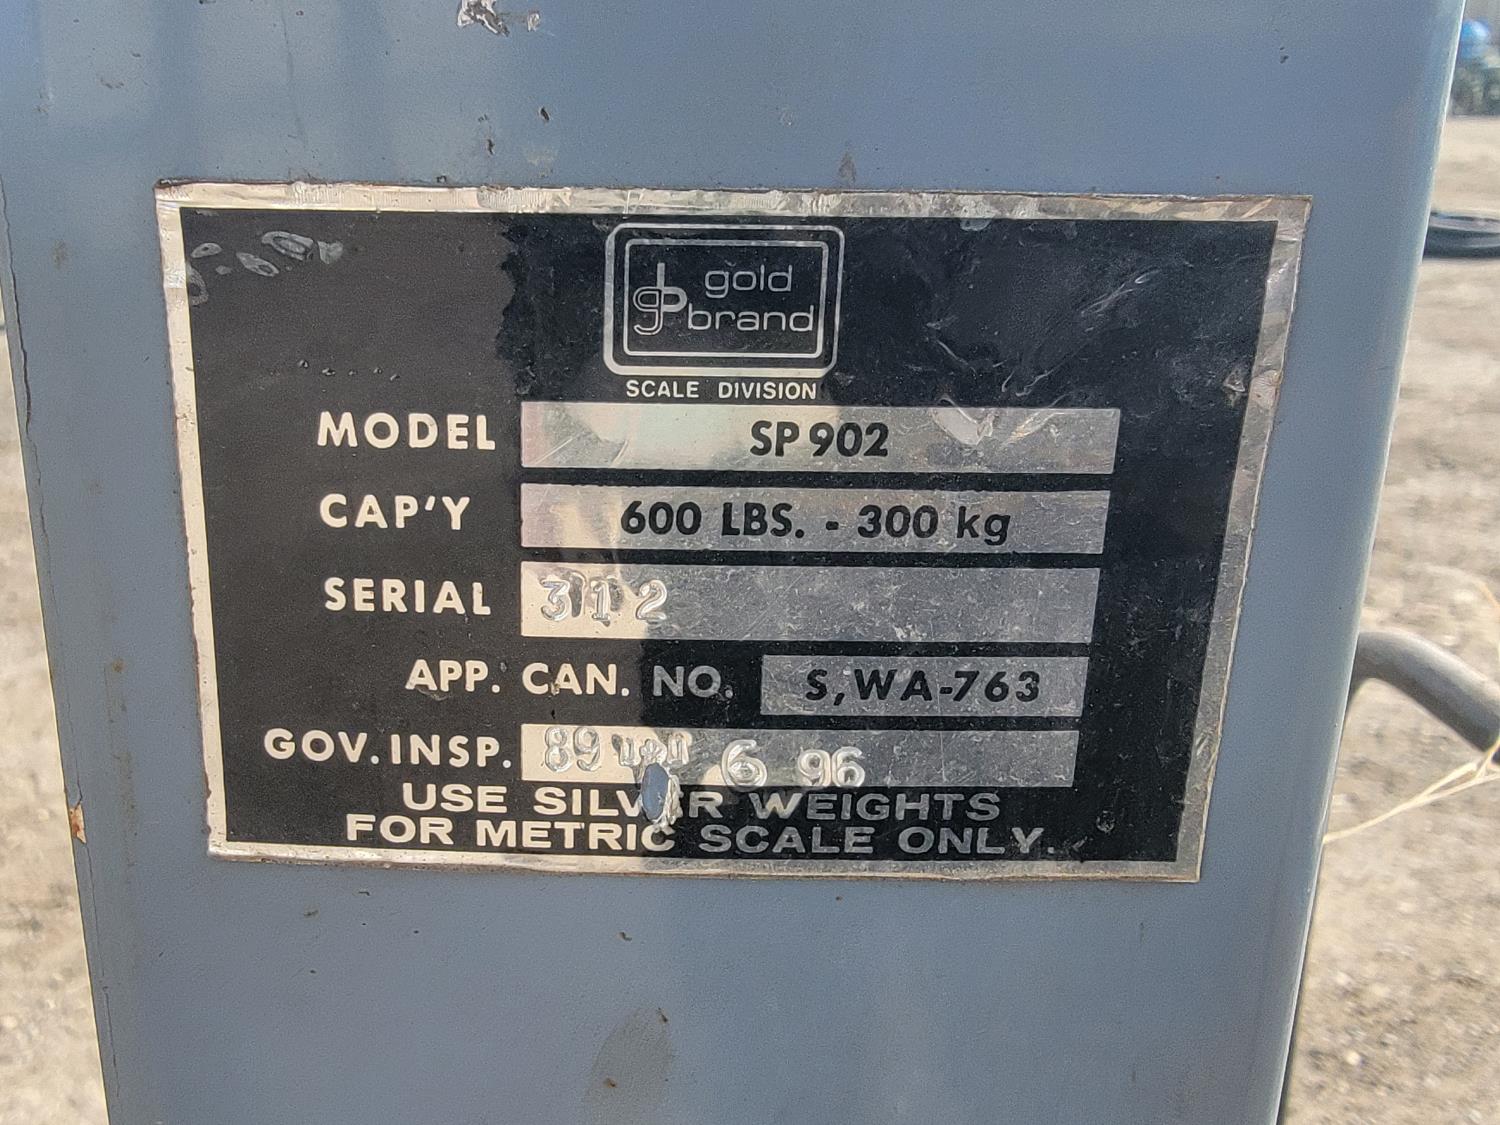 gold
brand
SCALE DIVISION
MODEL SP 902
CAP'Y 600 LBS. - 300 kg
SERIAL 312
APP. CAN. NO. S,WA-763
GOV. INSP. 89 6 96
USE SILVER WEIGHTS
FOR METRIC SCALE ONLY.